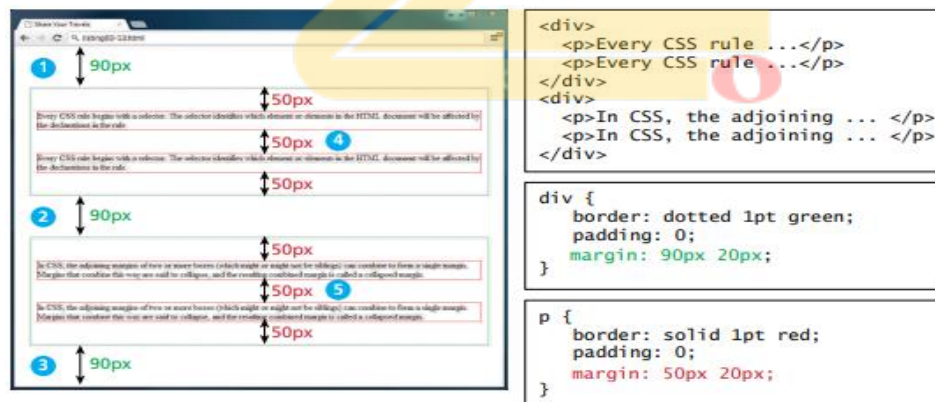 Share Your Travels
1
90px
50px
Every CSS rule begins with a selector. The selector identifies which element or elements in the HTML document will be affected by
the declarations in the rule.
50px
4
Every CSS rule begins with a selector. The selector identifies which element or elements in the HTML document will be affected by
the declarations in the rule.
50px
2
90px
50px
In CSS, the adjoining margins of two or more boxes (which might or might not be siblings) can combine to form a single margin.
Margins that combine this way are said to collapse, and the resulting combined margin is called a collapsed margin.
50px
5
In CSS, the adjoining margins of two or more boxes (which might or might not be siblings) can combine to form a single margin.
Margins that combine this way are said to collapse, and the resulting combined margin is called a collapsed margin.
50px
3
90px
<div>
<p>Every CSS rule ...</p>
<p>Every CSS rule ...</p>
</div>
<div>
<p>In CSS, the adjoining ... </p>
<p>In CSS, the adjoining ... </p>
</div>
div {
border: dotted 1pt green;
padding: 0;
margin: 90px 20px;
}
p {
border: solid 1pt red;
padding: 0;
margin: 50px 20px;
}